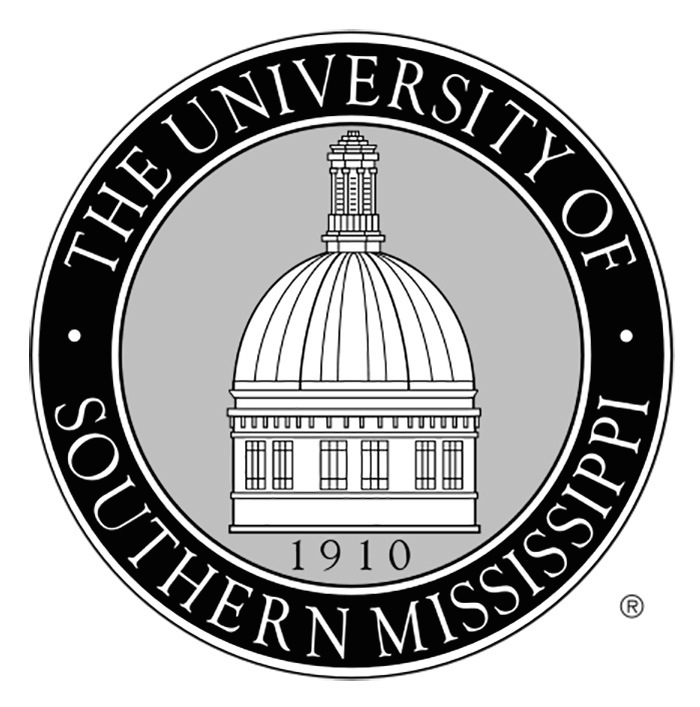 THE UNIVERSITY OF
SOUTHERN MISSISSIPPI
1910
®